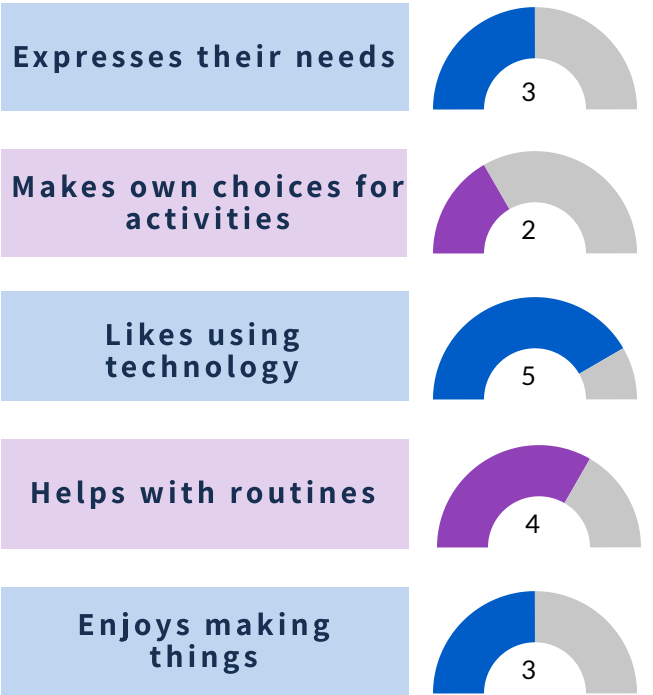 Expresses their needs
3
Makes own choices for
activities
2
Likes using
technology
5
Helps with routines
4
Enjoys making
things
3